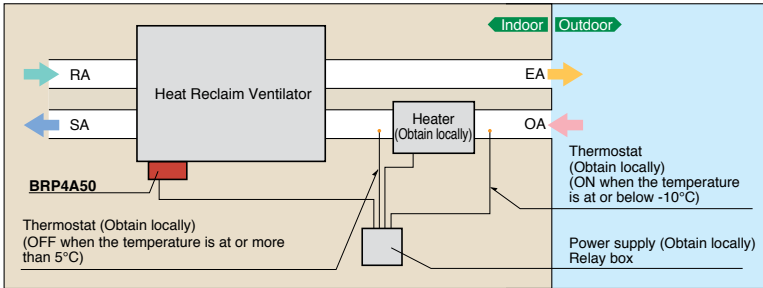 Indoor Outdoor
RA
EA
Heat Reclaim Ventilator
SA
Heater
(Obtain locally)
OA
BRP4A50
Thermostat
(Obtain locally)
(ON when the temperature
is at or below -10°C)
Thermostat (Obtain locally)
(OFF when the temperature is at or more
than 5°C)
Power supply (Obtain locally)
Relay box